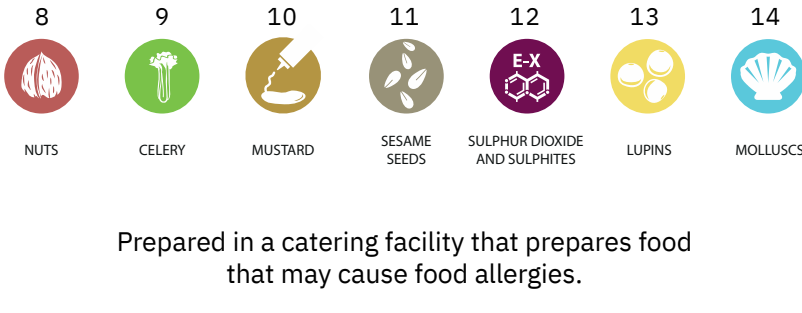 8 9 10 11 12 13 14
E-X
NUTS CELERY MUSTARD SESAME SEEDS SULPHUR DIOXIDE AND SULPHITES LUPINS MOLLUSCS
Prepared in a catering facility that prepares food
that may cause food allergies.